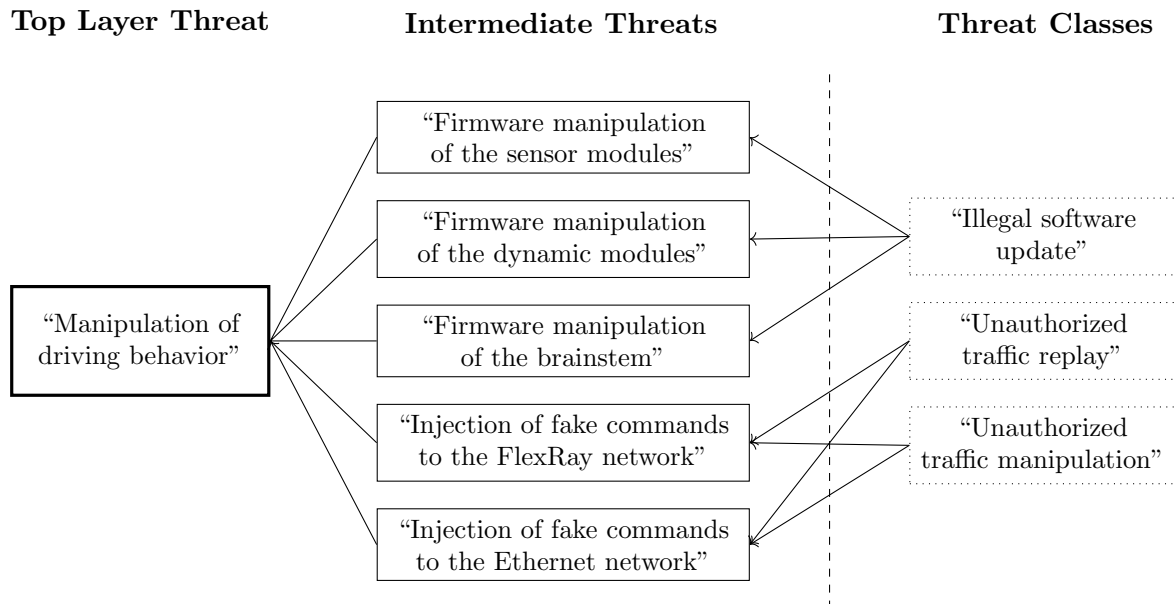 Top Layer Threat
Intermediate Threats
Threat Classes
“Firmware manipulation
of the sensor modules”
“Firmware manipulation
of the dynamic modules”
“Illegal software
update”
“Manipulation of
driving behavior”
“Firmware manipulation
of the brainstem”
“Unauthorized
traffic replay”
“Injection of fake commands
to the FlexRay network”
“Unauthorized
traffic manipulation”
“Injection of fake commands
to the Ethernet network”